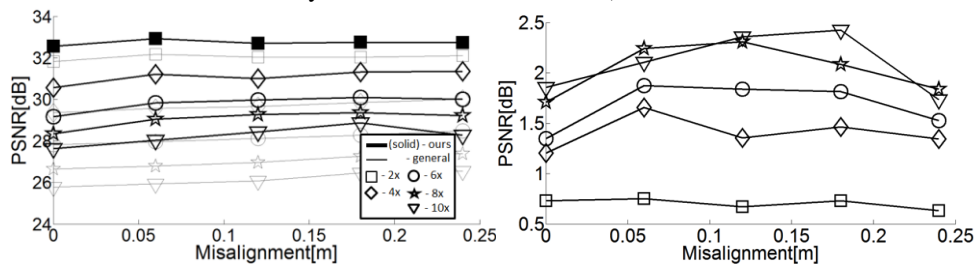 34
32
30
28
26
24
PSNR[dB]
0
0.05
0.1
0.15
0.2
0.25
Misalignment[m]
(solid) - ours
- general
- 2x
- 6x
- 4x
- 8x
- 10x
2.5
2
1.5
1
0.5
PSNR[dB]
0
0.05
0.1
0.15
0.2
0.25
Misalignment[m]